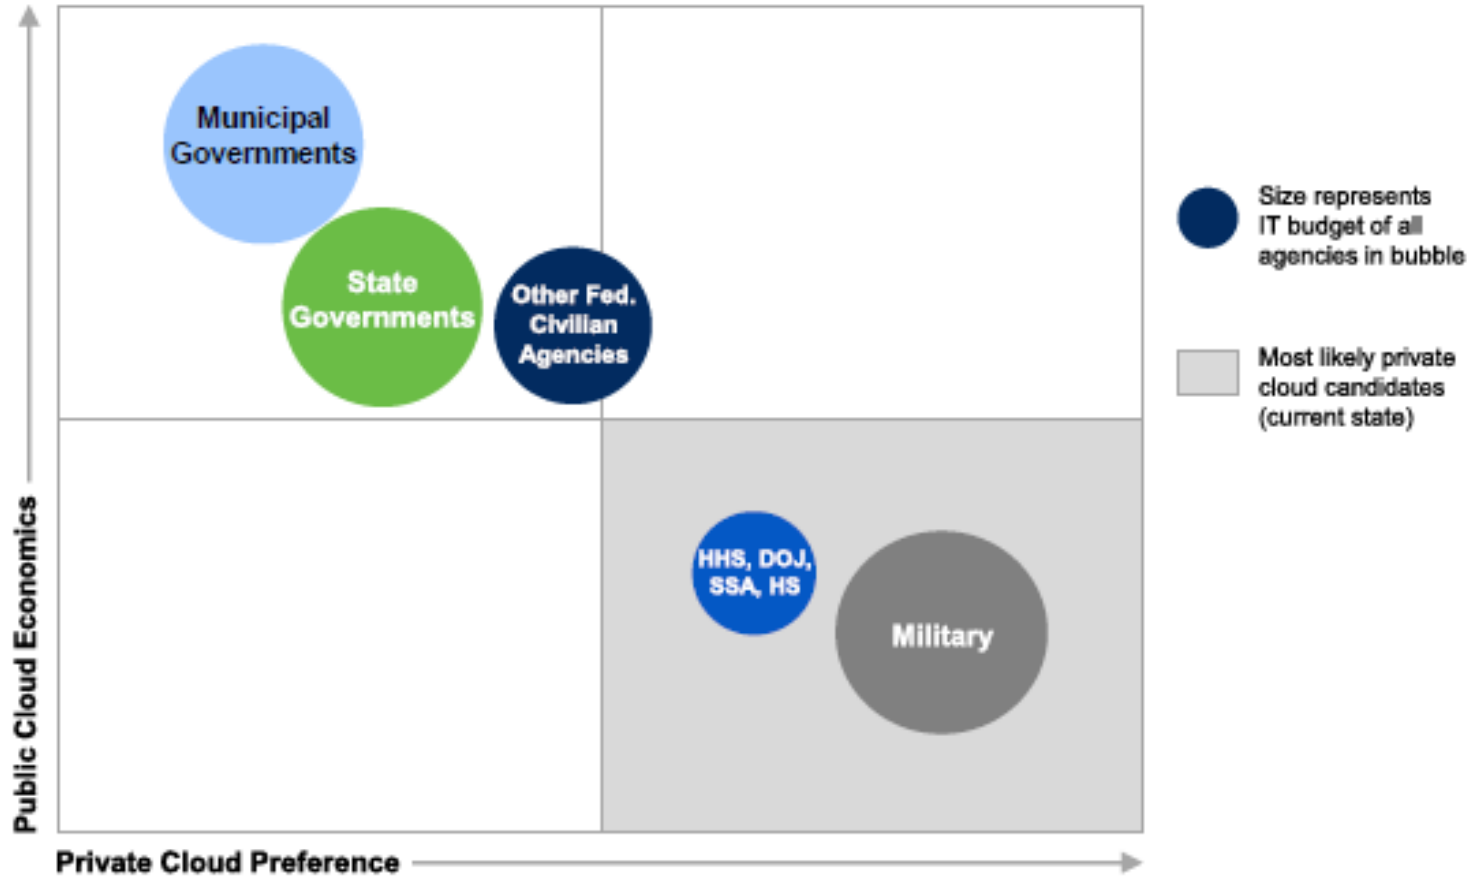 Municipal
Governments
State
Governments
Other Fed.
Civilian
Agencies
HHS, DOJ,
SSA, HS
Military
Size represents
IT budget of all
agencies in bubble
Most likely private
cloud candidates
(current state)
Public Cloud Economics
Private Cloud Preference